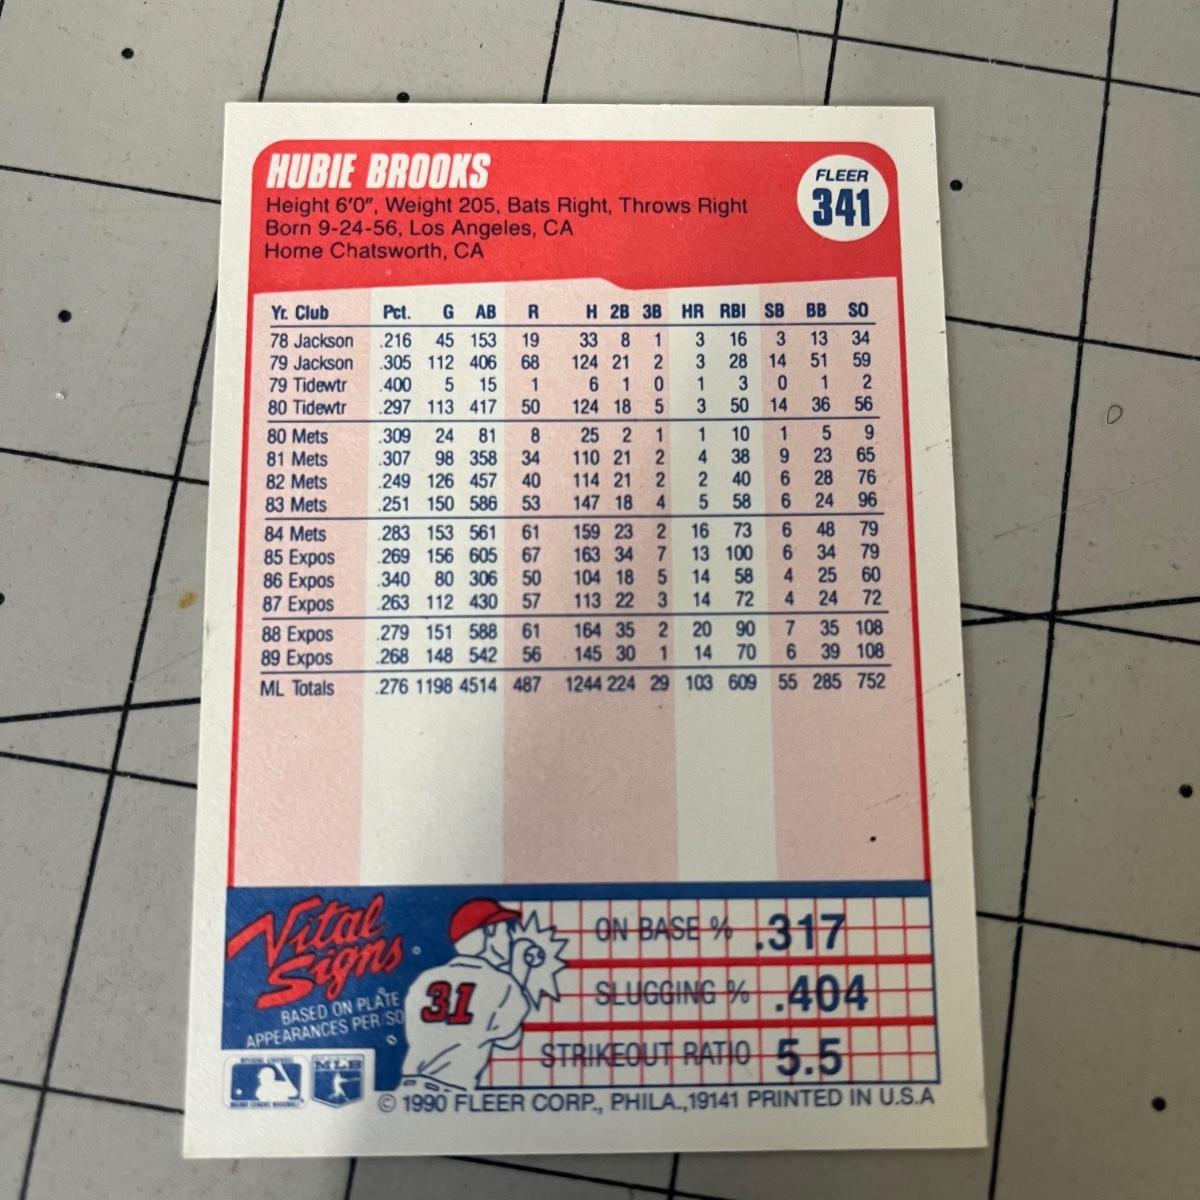 HUBIE BROOKS
FLEER
341
Height 6'0", Weight 205, Bats Right, Throws Right
Born 9-24-56, Los Angeles, CA
Home Chatsworth, CA
Yr. Club Pct. G AB R H 2B 3B HR RBI SB BB SO
78 Jackson .216 45 153 19 33 8 1 3 16 3 13 34
79 Jackson .305 112 406 68 124 21 2 3 28 14 51 59
79 Tidewtr .400 5 15 1 6 1 0 1 3 0 1 2
80 Tidewtr .297 113 417 50 124 18 5 3 50 14 36 56
80 Mets .309 24 81 8 25 2 1 1 10 1 5 9
81 Mets .307 98 358 34 110 21 2 4 38 9 23 65
82 Mets .249 126 457 40 114 21 2 2 40 6 28 76
83 Mets .251 150 586 53 147 18 4 5 58 6 24 96
84 Mets .283 153 561 61 159 23 2 16 73 6 48 79
85 Expos .269 156 605 67 163 34 7 13 100 6 34 79
86 Expos .340 80 306 50 104 18 5 14 58 4 25 60
87 Expos .263 112 430 57 113 22 3 14 72 4 24 72
88 Expos .279 151 588 61 164 35 2 20 90 7 35 108
89 Expos .268 148 542 56 145 30 1 14 70 6 39 108
ML Totals .276 1198 4514 487 1244 224 29 103 609 55 285 752
Vital
Signs
BASED ON PLATE
APPEARANCES PER SO
31
ON BASE % .317
SLUGGING % .404
STRIKEOUT RATIO 5.5
MLB
© 1990 FLEER CORP., PHILA.,19141 PRINTED IN U.S.A